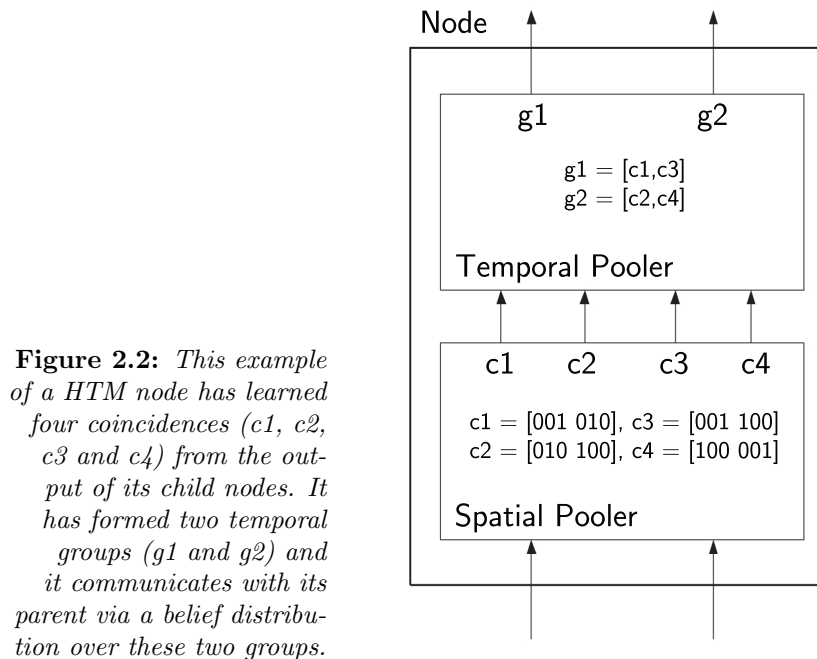 Node
g1 g2
g1 = [c1,c3]
g2 = [c2,c4]
Temporal Pooler
c1 c2 c3 c4
c1 = [001 010], c3 = [001 100]
c2 = [010 100], c4 = [100 001]
Spatial Pooler
Figure 2.2: This example
of a HTM node has learned
four coincidences (c1, c2,
c3 and c4) from the out-
put of its child nodes. It
has formed two temporal
groups (g1 and g2) and
it communicates with its
parent via a belief distribu-
tion over these two groups.